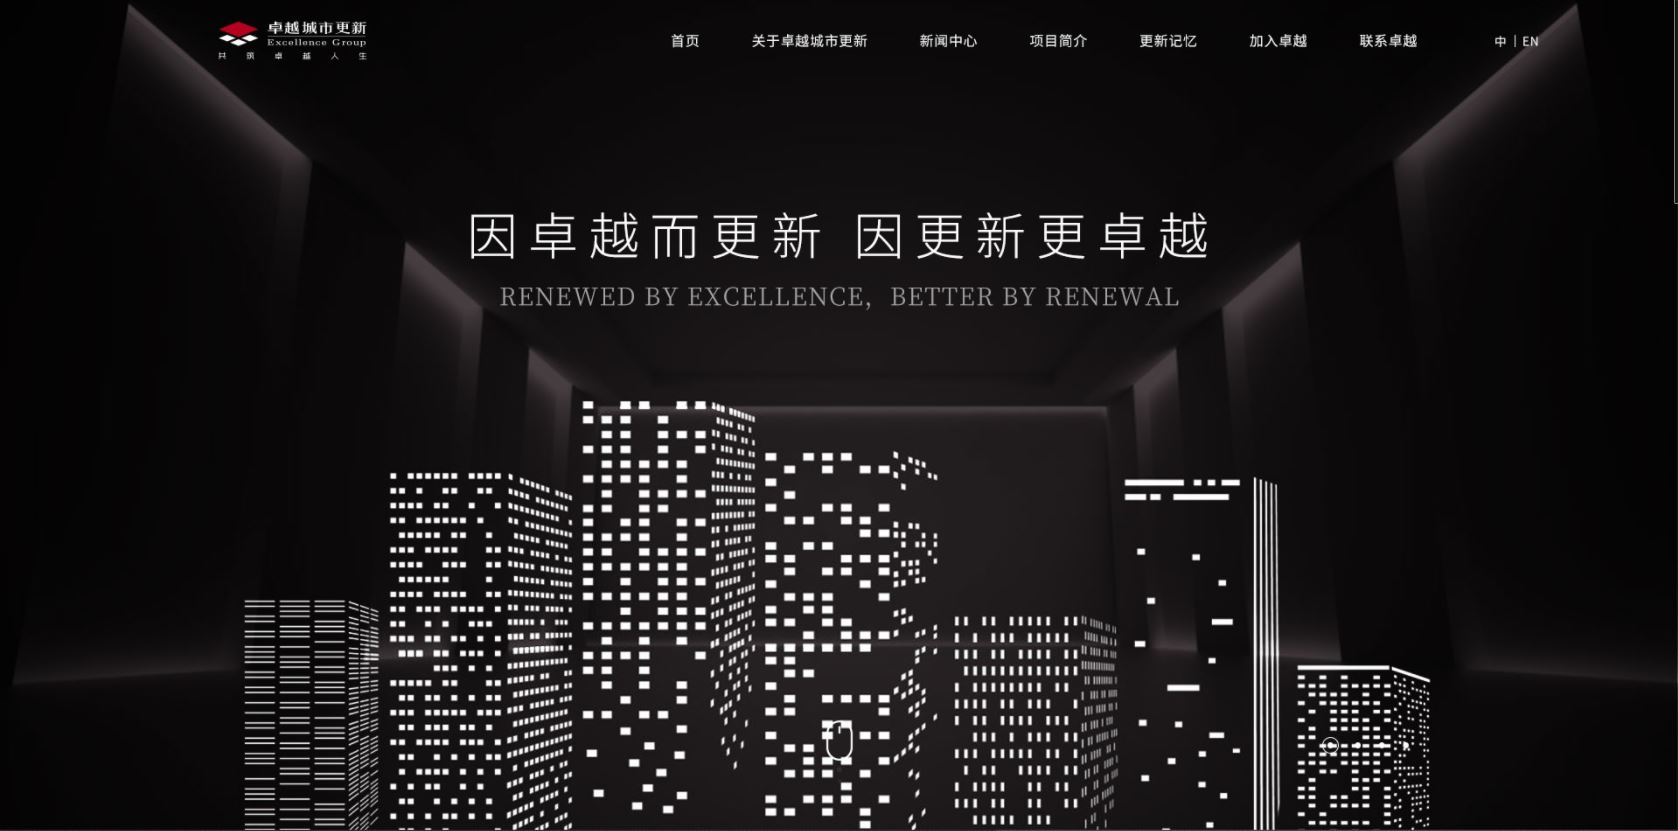 卓越城市更新
Excellence Group
共筑卓越人生
首页 关于卓越城市更新 新闻中心 项目简介 更新记忆 加入卓越 联系卓越 中 | EN
因卓越而更新 因更新更卓越
RENEWED BY EXCELLENCE, BETTER BY RENEWAL